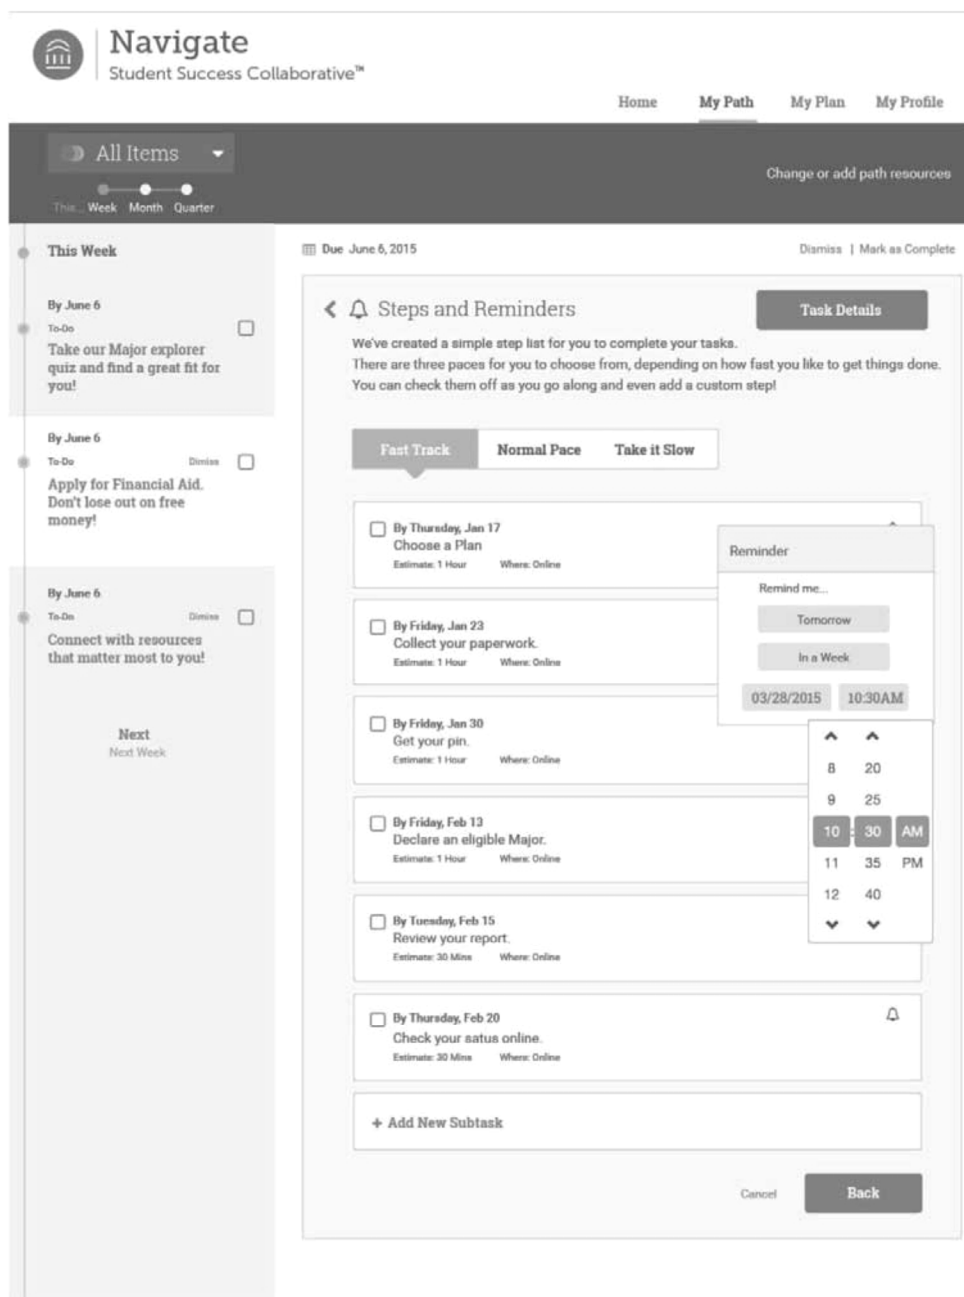 Navigate
Student Success Collaborative™
Home My Path My Plan My Profile
All Items
This... Week Month Quarter
Change or add path resources
This Week
By June 6
To-Do
Take our Major explorer
quiz and find a great fit for
you!
By June 6
To-Do Dimiss
Apply for Financial Aid.
Don't lose out on free
money!
By June 6
To-Do Dimiss
Connect with resources
that matter most to you!
Next
Next Week
Due June 6, 2015
Dismiss | Mark as Complete
Steps and Reminders
Task Details
We've created a simple step list for you to complete your tasks.
There are three paces for you to choose from, depending on how fast you like to get things done.
You can check them off as you go along and even add a custom step!
Fast Track Normal Pace Take it Slow
By Thursday, Jan 17
Choose a Plan
Estimate: 1 Hour Where: Online
By Friday, Jan 23
Collect your paperwork.
Estimate: 1 Hour Where: Online
By Friday, Jan 30
Get your pin.
Estimate: 1 Hour Where: Online
By Friday, Feb 13
Declare an eligible Major.
Estimate: 1 Hour Where: Online
By Tuesday, Feb 15
Review your report.
Estimate: 30 Mins Where: Online
By Thursday, Feb 20
Check your satus online.
Estimate: 30 Mins Where: Online
+ Add New Subtask
Cancel Back
Reminder
Remind me...
Tomorrow
In a Week
03/28/2015 10:30AM
8 20
9 25
10 : 30 AM
11 35 PM
12 40